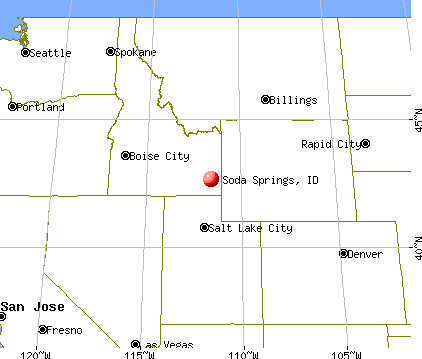 Seattle
Spokane
Portland
Billings
45°N
Rapid City
Boise City
Soda Springs, ID
Salt Lake City
Denver
40°N
San Jose
Fresno
as Vegas
120°W
115°W
110°W
105°W